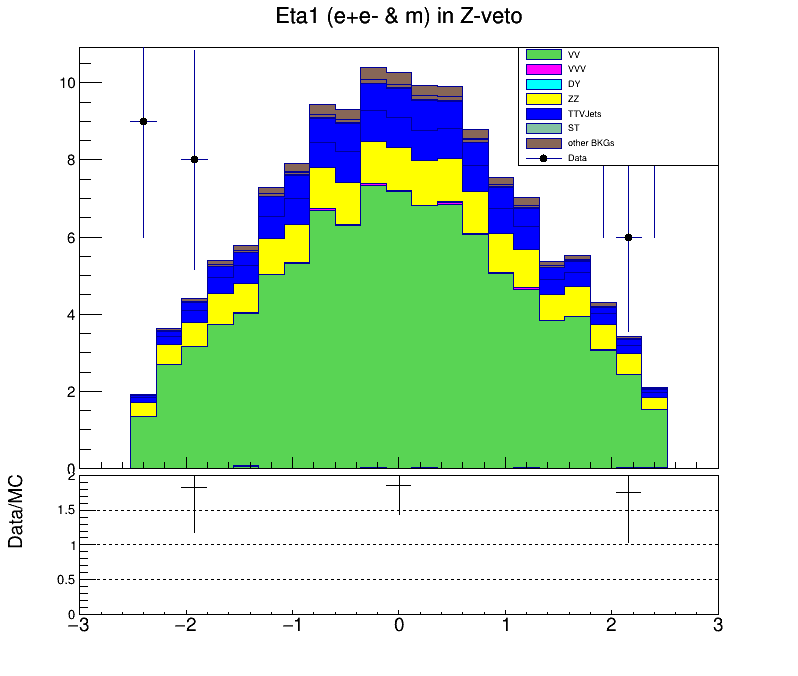 Eta1 (e+e- & m) in Z-veto
10
8
6
4
2
0
VV
VVV
DY
ZZ
TTVJets
ST
other BKGs
Data
Data/MC
2
1.5
1
0.5
0
−3 −2 −1 0 1 2 3